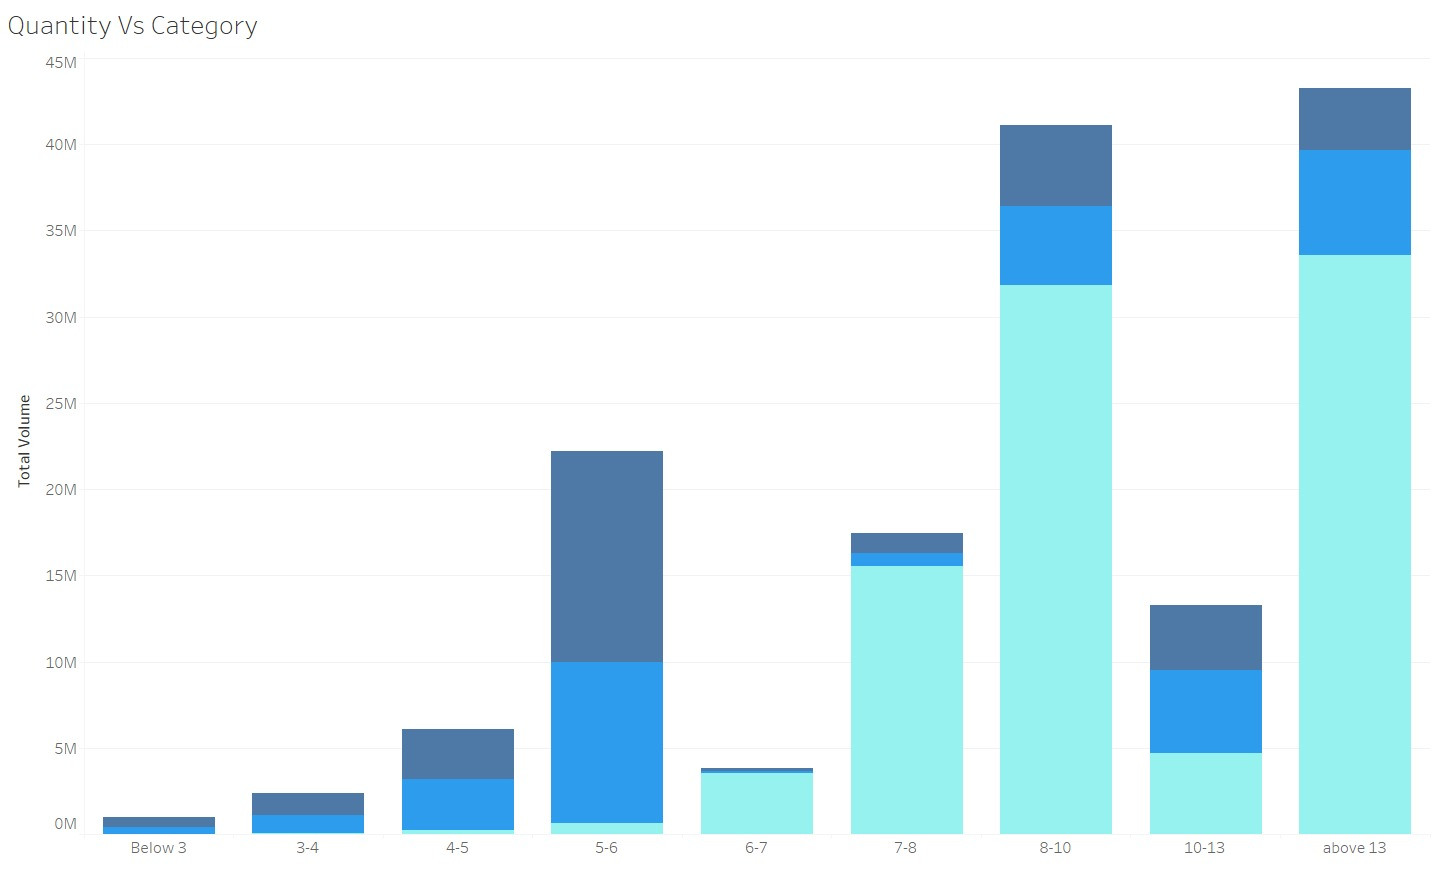 Quantity Vs Category
45M
40M
35M
30M
25M
20M
15M
10M
5M
0M
Total Volume
Below 3
3-4
4-5
5-6
6-7
7-8
8-10
10-13
above 13